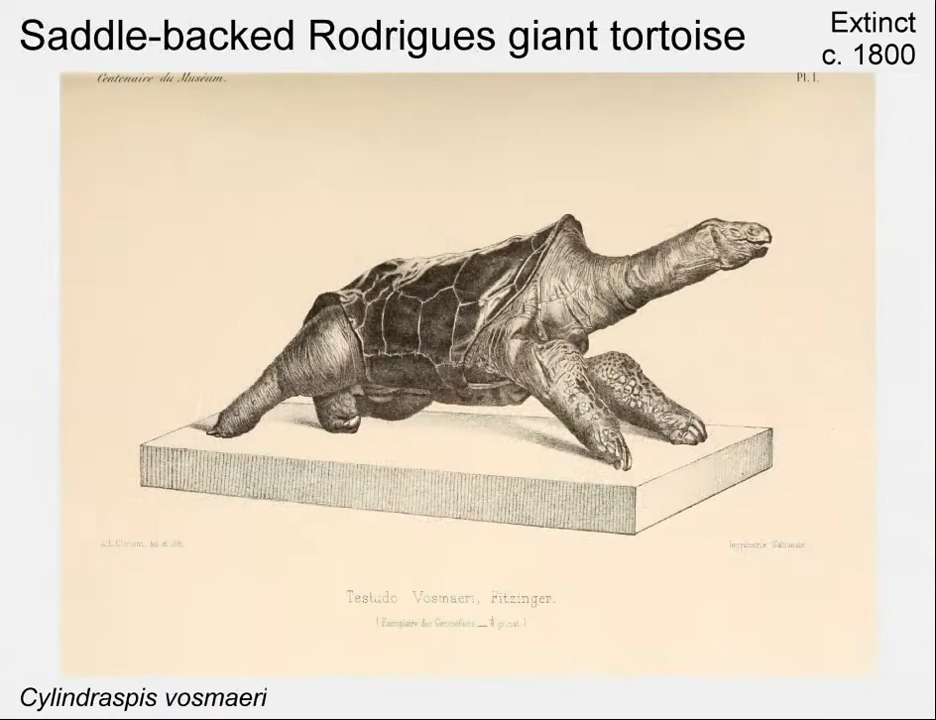 Saddle-backed Rodrigues giant tortoise
Extinct
c. 1800
Centenaire du Muséum.
Pl. I.
Imprimerie Nationale.
Testudo Vosmaeri, Fitzinger.
Cylindraspis vosmaeri